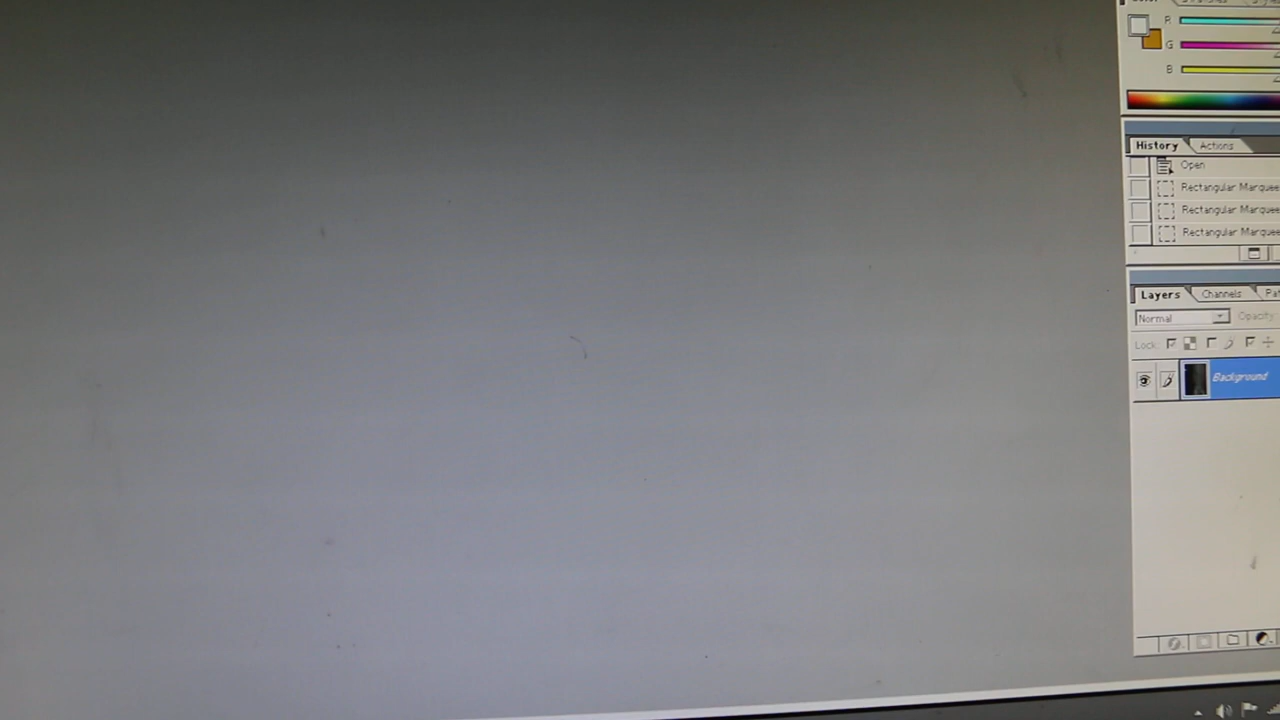 R
G
B
History Actions
Open
Rectangular Marquee
Rectangular Marquee
Rectangular Marquee
Layers Channels
Normal Opacity:
Lock:
Background